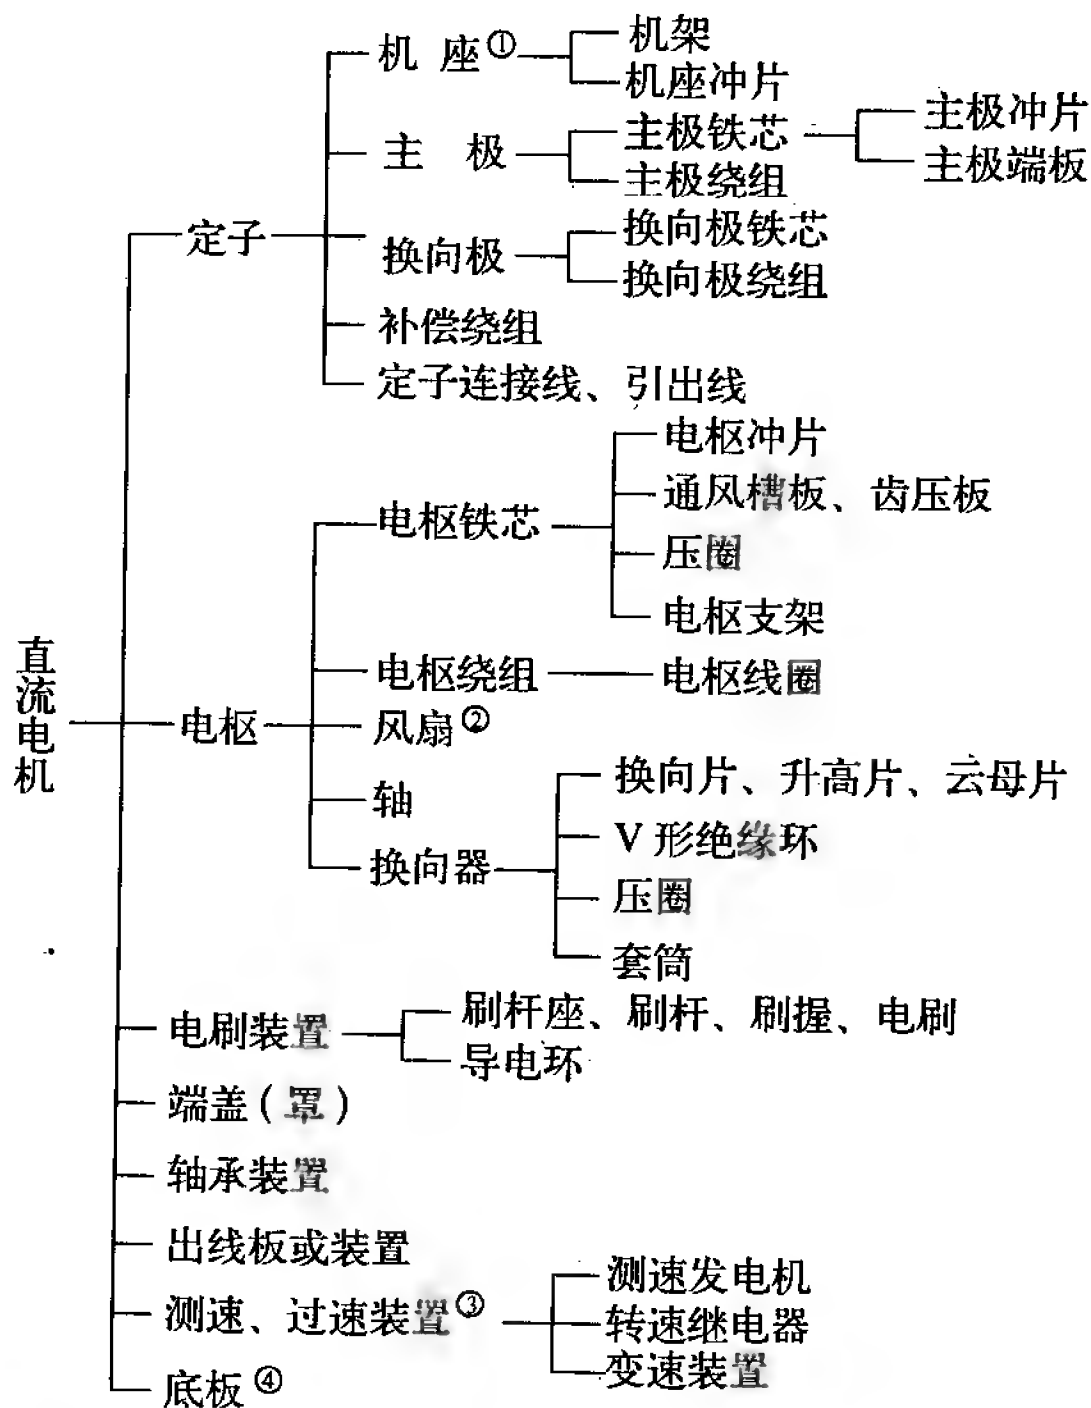 直流电机
定子
机 座①
机架
机座冲片
主 极
主极铁芯
主极冲片
主极端板
主极绕组
换向极
换向极铁芯
换向极绕组
补偿绕组
定子连接线、引出线
电枢
电枢铁芯
电枢冲片
通风槽板、齿压板
压圈
电枢支架
电枢绕组
电枢线圈
风扇②
轴
换向器
换向片、升高片、云母片
V 形绝缘环
压圈
套筒
电刷装置
刷杆座、刷杆、刷握、电刷
导电环
端盖(罩)
轴承装置
出线板或装置
测速、过速装置③
测速发电机
转速继电器
变速装置
底板④